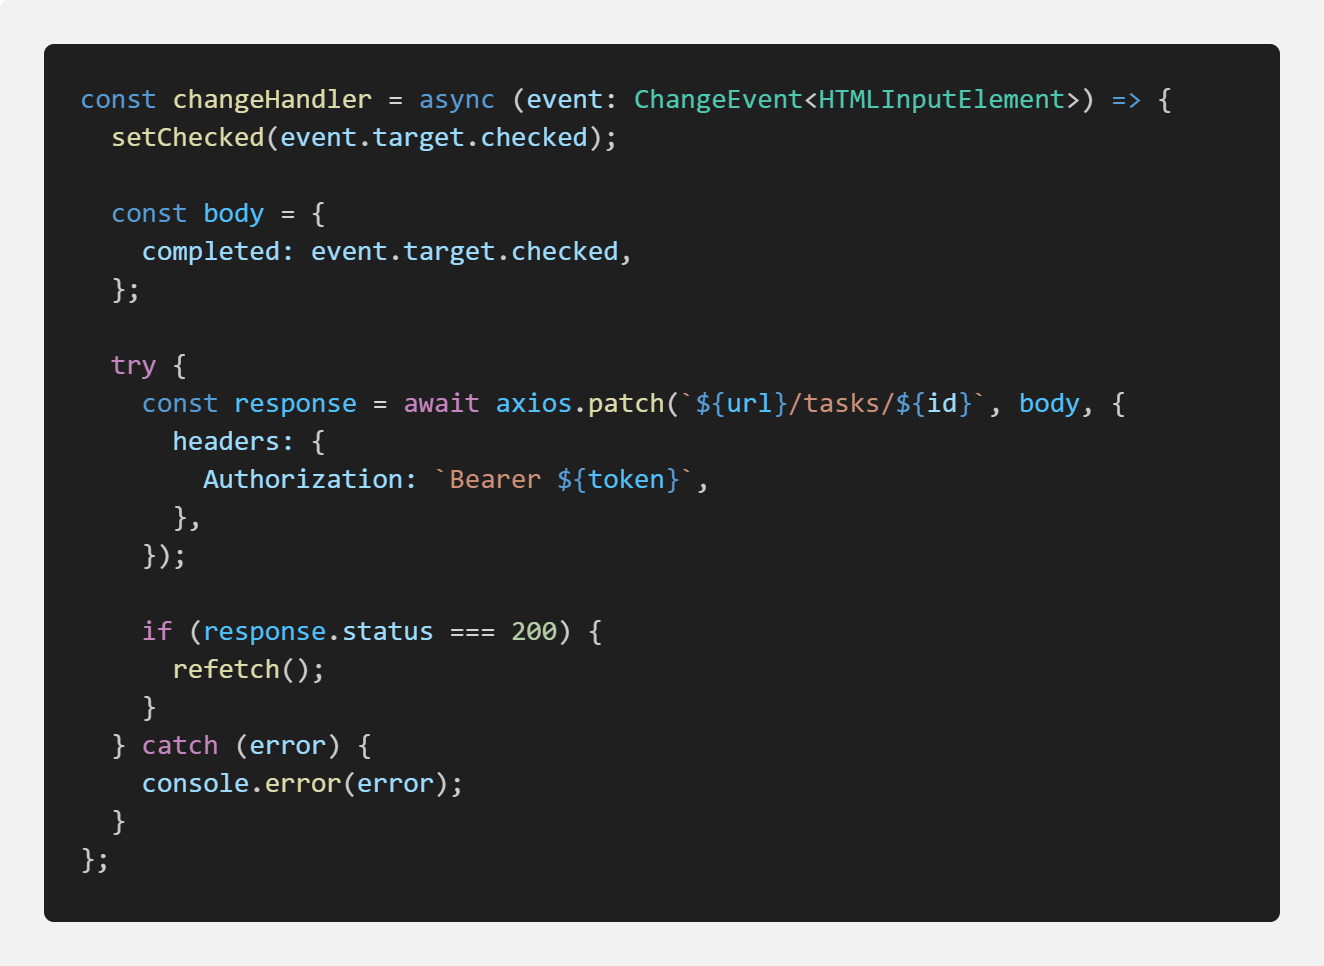 const changeHandler = async (event: ChangeEvent<HTMLInputElement>) => {
  setChecked(event.target.checked);

  const body = {
    completed: event.target.checked,
  };

  try {
    const response = await axios.patch(`${url}/tasks/${id}`, body, {
      headers: {
        Authorization: `Bearer ${token}`,
      },
    });

    if (response.status === 200) {
      refetch();
    }
  } catch (error) {
    console.error(error);
  }
};